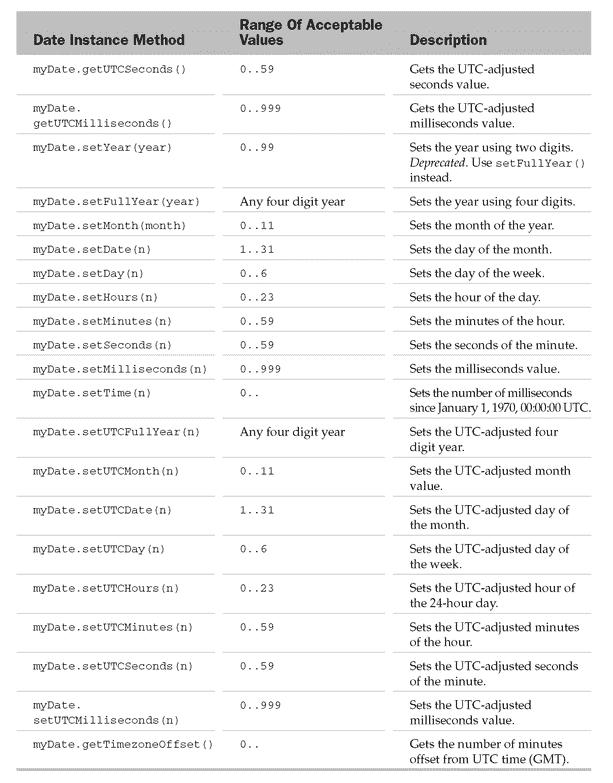 Date Instance Method Range Of Acceptable Values Description
myDate.getUTCSeconds() 0..59 Gets the UTC-adjusted
seconds value.
myDate. 0..999 Gets the UTC-adjusted
getUTCMilliseconds() milliseconds value.
myDate.setYear(year) 0..99 Sets the year using two digits.
Deprecated. Use setFullYear()
instead.
myDate.setFullYear(year) Any four digit year Sets the year using four digits.
myDate.setMonth(month) 0..11 Sets the month of the year.
myDate.setDate(n) 1..31 Sets the day of the month.
myDate.setDay(n) 0..6 Sets the day of the week.
myDate.setHours(n) 0..23 Sets the hour of the day.
myDate.setMinutes(n) 0..59 Sets the minutes of the hour.
myDate.setSeconds(n) 0..59 Sets the seconds of the minute.
myDate.setMilliseconds(n) 0..999 Sets the milliseconds value.
myDate.setTime(n) 0.. Sets the number of milliseconds
since January 1, 1970, 00:00:00 UTC.
myDate.setUTCFullYear(n) Any four digit year Sets the UTC-adjusted four
digit year.
myDate.setUTCMonth(n) 0..11 Sets the UTC-adjusted month
value.
myDate.setUTCDate(n) 1..31 Sets the UTC-adjusted day of
the month.
myDate.setUTCDay(n) 0..6 Sets the UTC-adjusted day of
the week.
myDate.setUTCHours(n) 0..23 Sets the UTC-adjusted hour of
the 24-hour day.
myDate.setUTCMinutes(n) 0..59 Sets the UTC-adjusted minutes
of the hour.
myDate.setUTCSeconds(n) 0..59 Sets the UTC-adjusted seconds
of the minute.
myDate. 0..999 Sets the UTC-adjusted
setUTCMilliseconds(n) milliseconds value.
myDate.getTimezoneOffset() 0.. Gets the number of minutes
offset from UTC time (GMT).